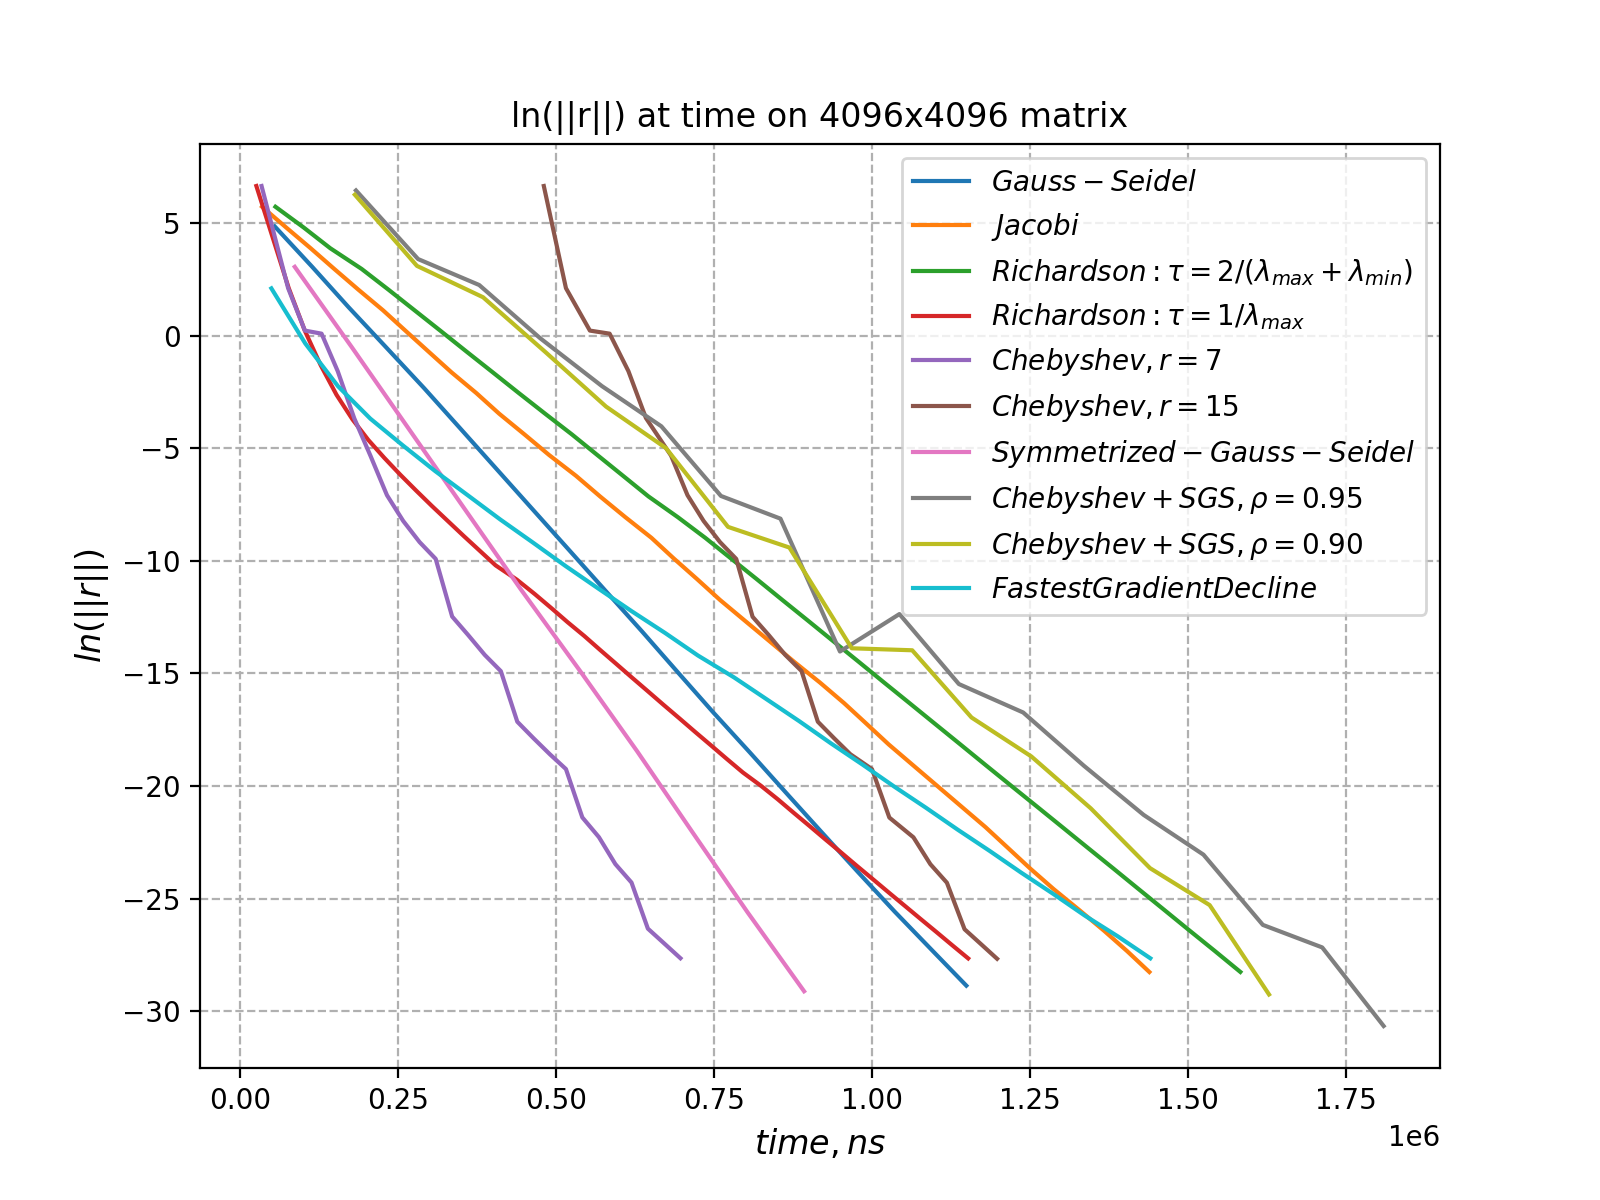 ln(||r||) at time on 4096x4096 matrix
ln(||r||)
5
0
−5
−10
−15
−20
−25
−30
Gauss − Seidel
Jacobi
Richardson : τ = 2/(λmax + λmin)
Richardson : τ = 1/λmax
Chebyshev, r = 7
Chebyshev, r = 15
Symmetrized − Gauss − Seidel
Chebyshev + SGS, ρ = 0.95
Chebyshev + SGS, ρ = 0.90
FastestGradientDecline
0.00 0.25 0.50 0.75 1.00 1.25 1.50 1.75
1e6
time, ns